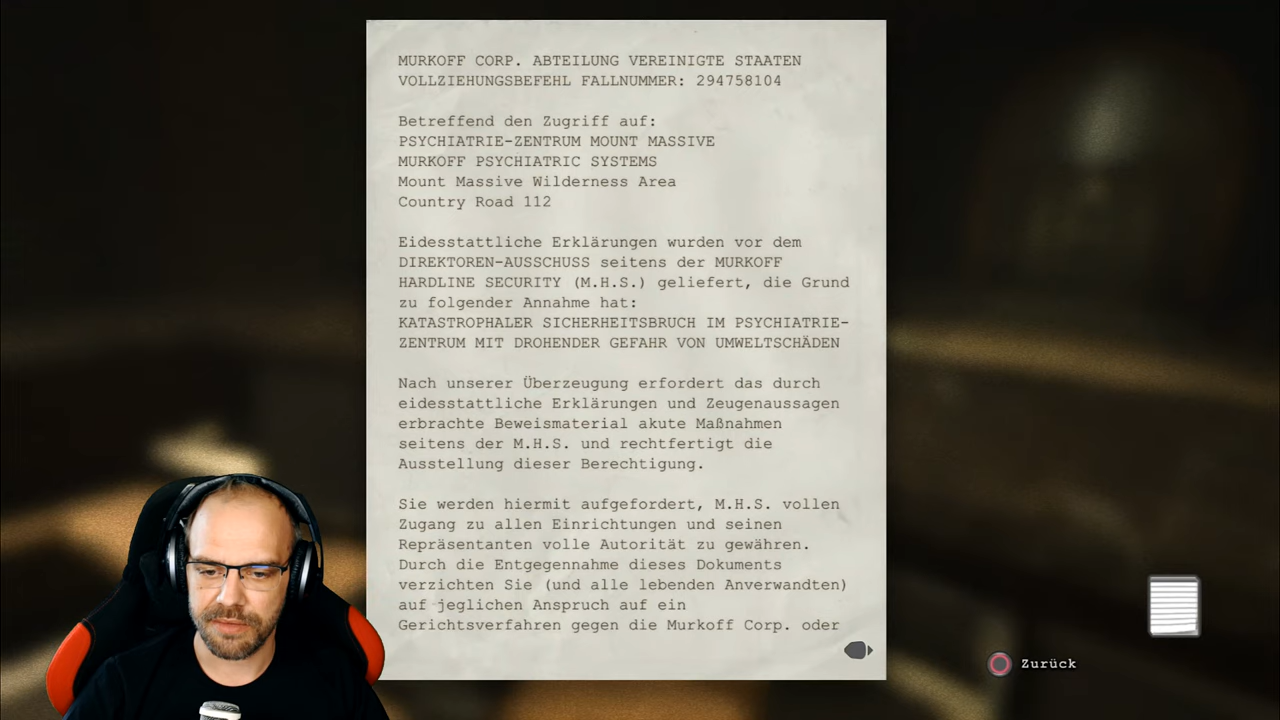 MURKOFF CORP. ABTEILUNG VEREINIGTE STAATEN
VOLLZIEHUNGSBEFEHL FALLNUMMER: 294758104
Betreffend den Zugriff auf:
PSYCHIATRIE-ZENTRUM MOUNT MASSIVE
MURKOFF PSYCHIATRIC SYSTEMS
Mount Massive Wilderness Area
Country Road 112
Eidesstattliche Erklärungen wurden vor dem
DIREKTOREN-AUSSCHUSS seitens der MURKOFF
HARDLINE SECURITY (M.H.S.) geliefert, die Grund
zu folgender Annahme hat:
KATASTROPHALER SICHERHEITSBRUCH IM PSYCHIATRIE-
ZENTRUM MIT DROHENDER GEFAHR VON UMWELTSCHÄDEN
Nach unserer Überzeugung erfordert das durch
eidesstattliche Erklärungen und Zeugenaussagen
erbrachte Beweismaterial akute Maßnahmen
seitens der M.H.S. und rechtfertigt die
Ausstellung dieser Berechtigung.
Sie werden hiermit aufgefordert, M.H.S. vollen
Zugang zu allen Einrichtungen und seinen
Repräsentanten volle Autorität zu gewähren.
Durch die Entgegennahme dieses Dokuments
verzichten Sie (und alle lebenden Anverwandten)
auf jeglichen Anspruch auf ein
Gerichtsverfahren gegen die Murkoff Corp. oder
Zurück